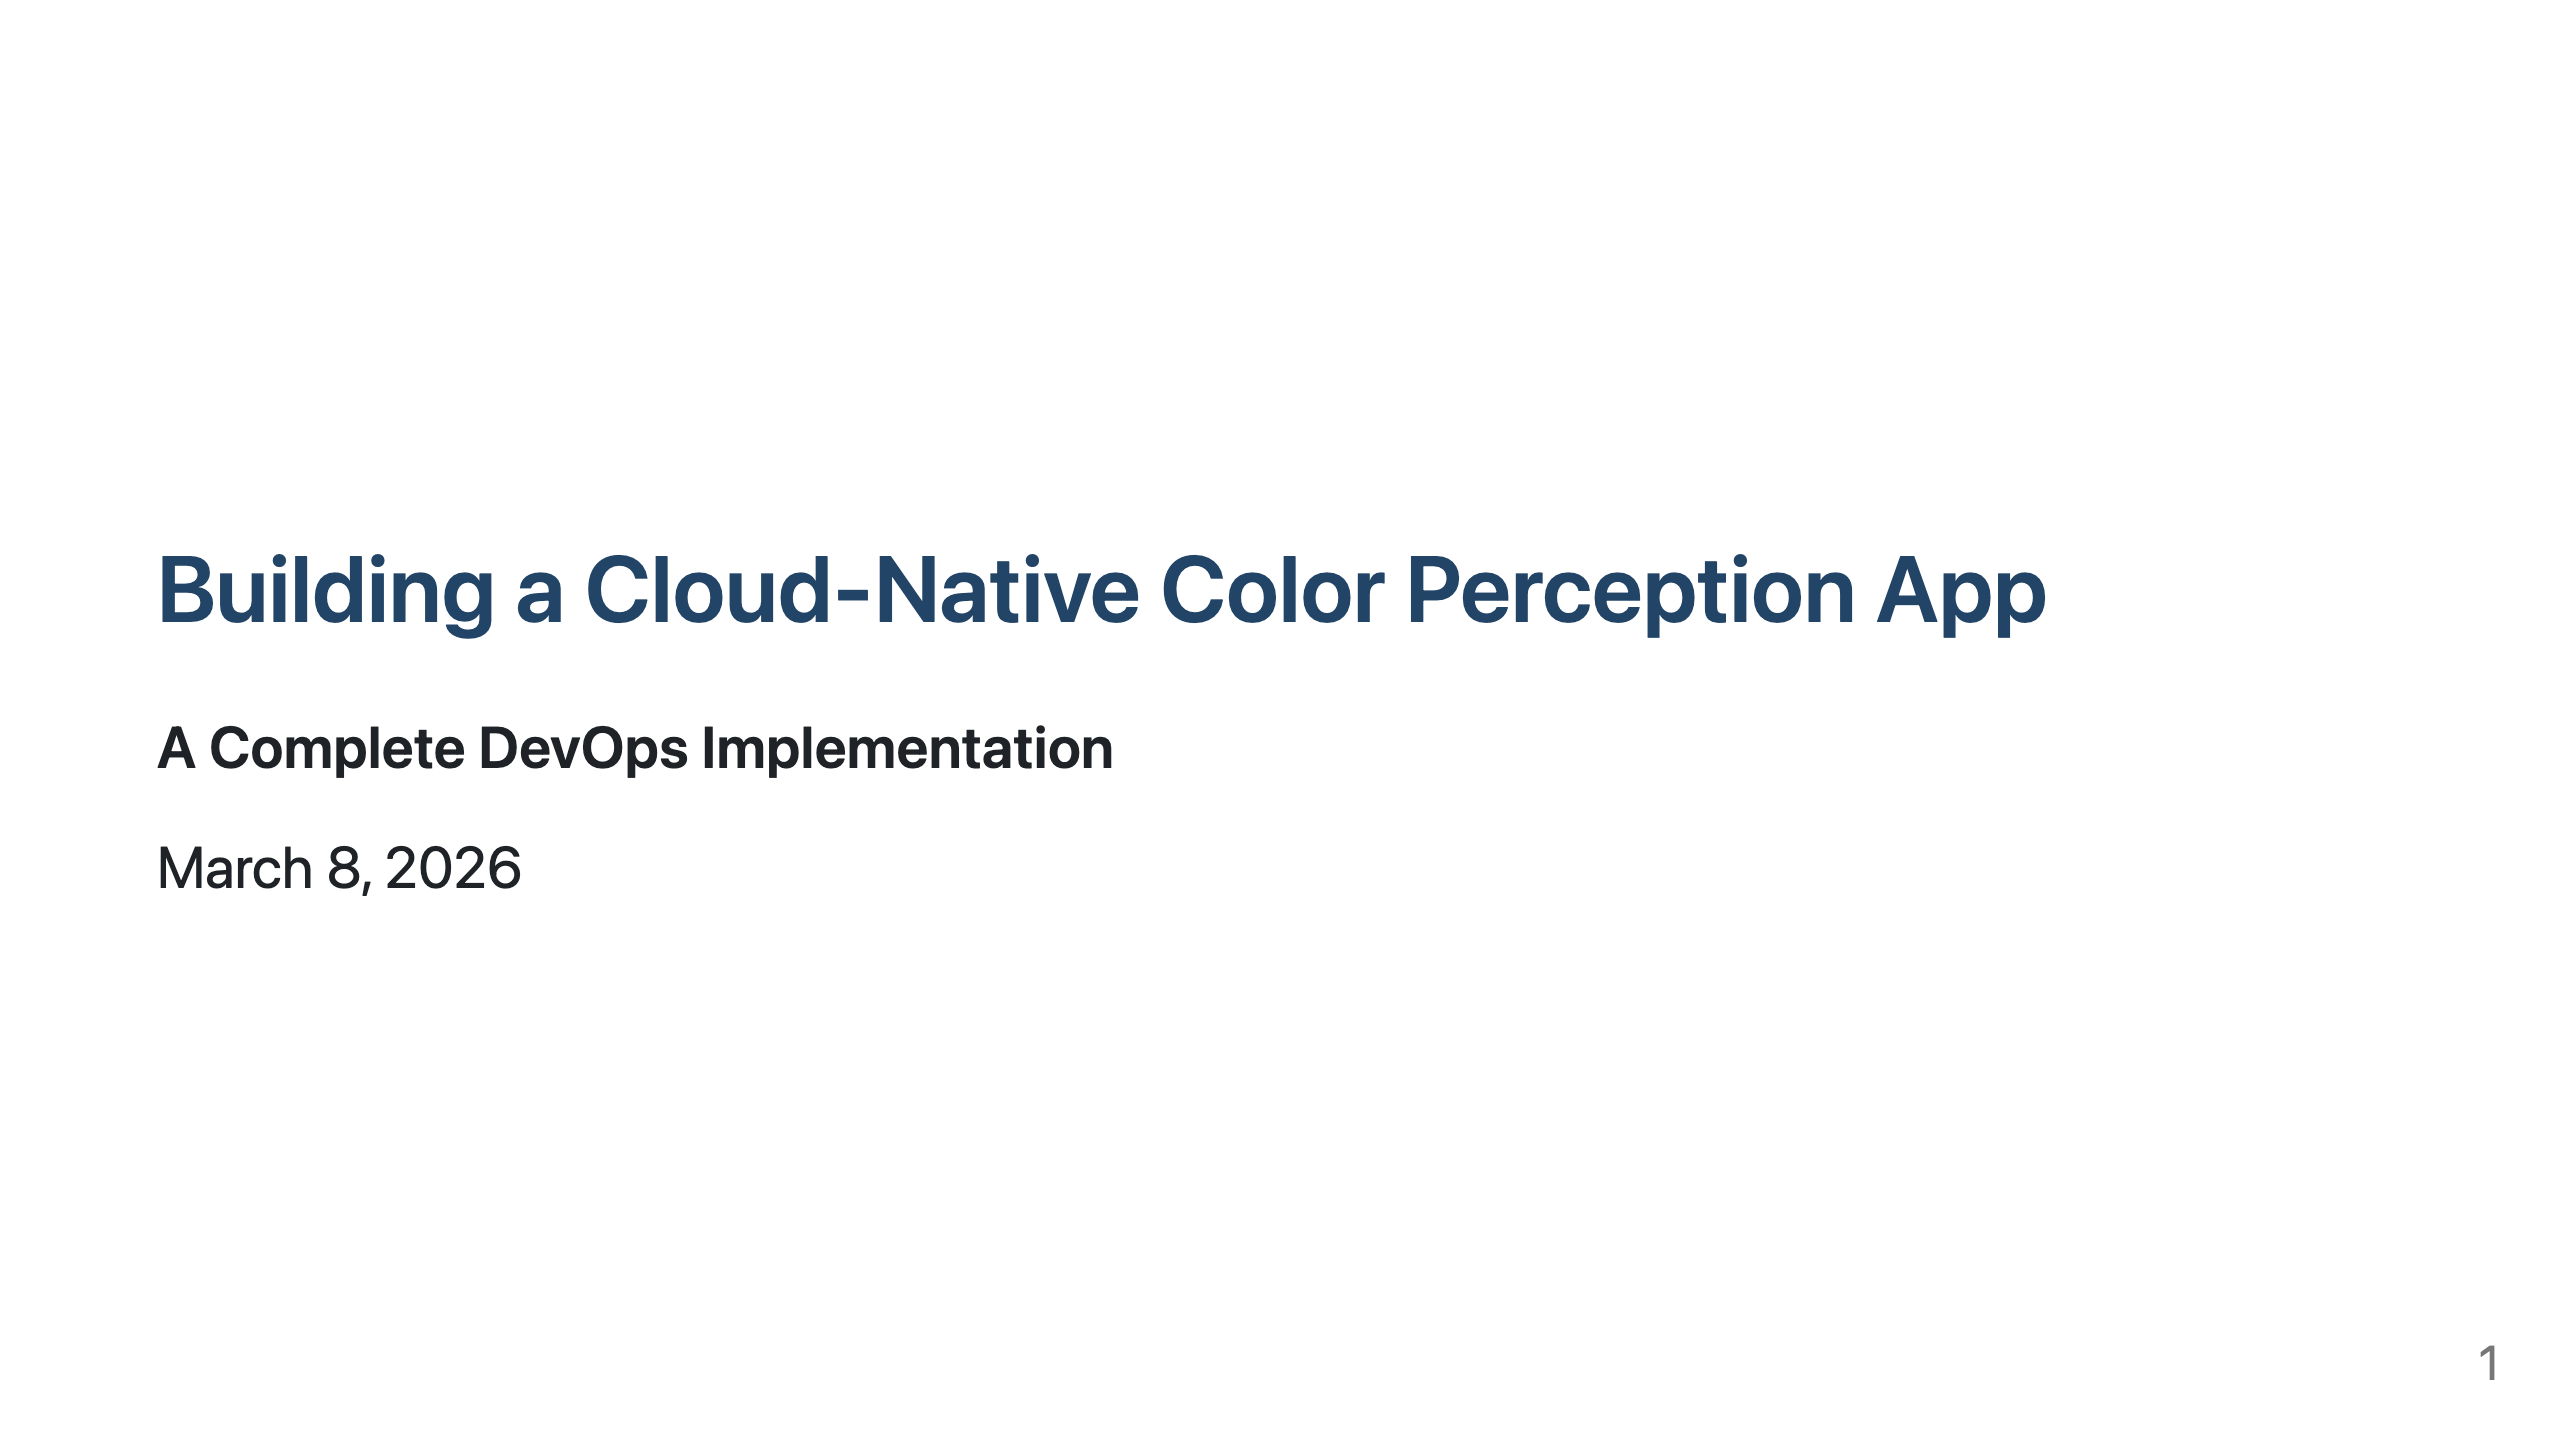 Building a Cloud-Native Color Perception App
A Complete DevOps Implementation
March 8, 2026
1